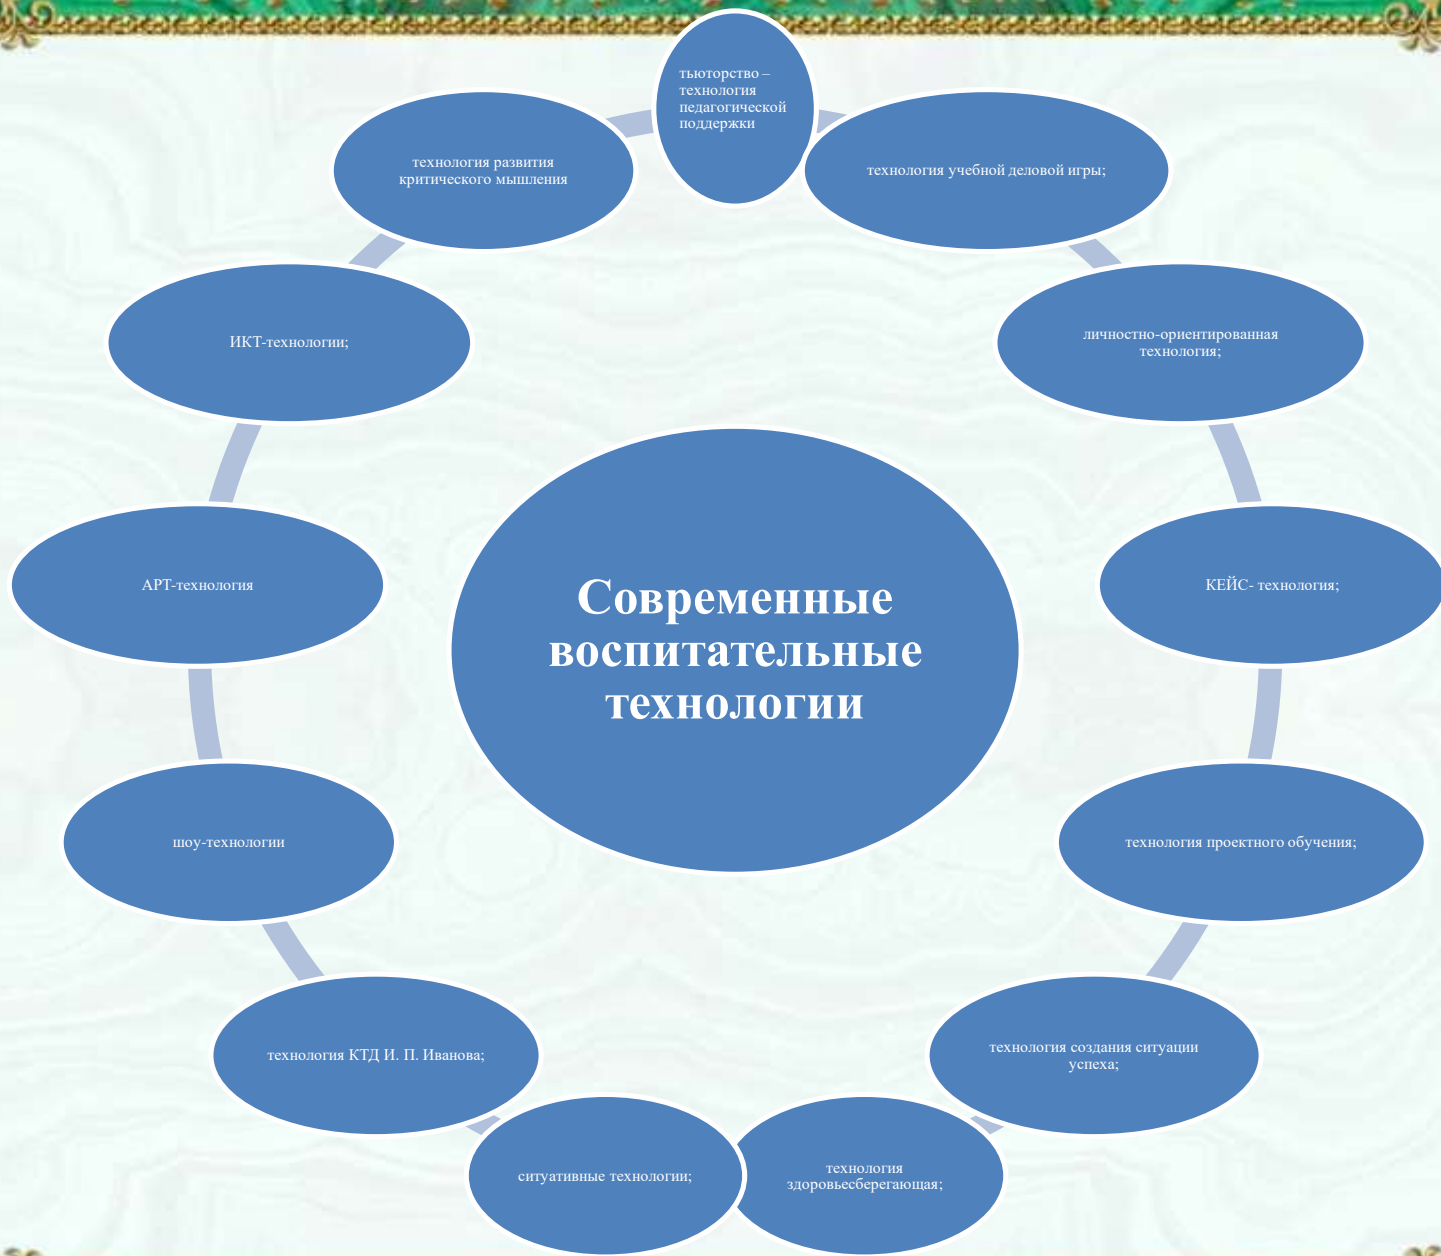 тьюторство –
технология
педагогической
поддержки
технология учебной деловой игры;
личностно-ориентированная
технология;
КЕЙС- технология;
технология проектного обучения;
технология создания ситуации
успеха;
технология
здоровьесберегающая;
ситуативные технологии;
технология КТД И. П. Иванова;
шоу-технологии
АРТ-технология
ИКТ-технологии;
технология развития
критического мышления
Современные
воспитательные
технологии